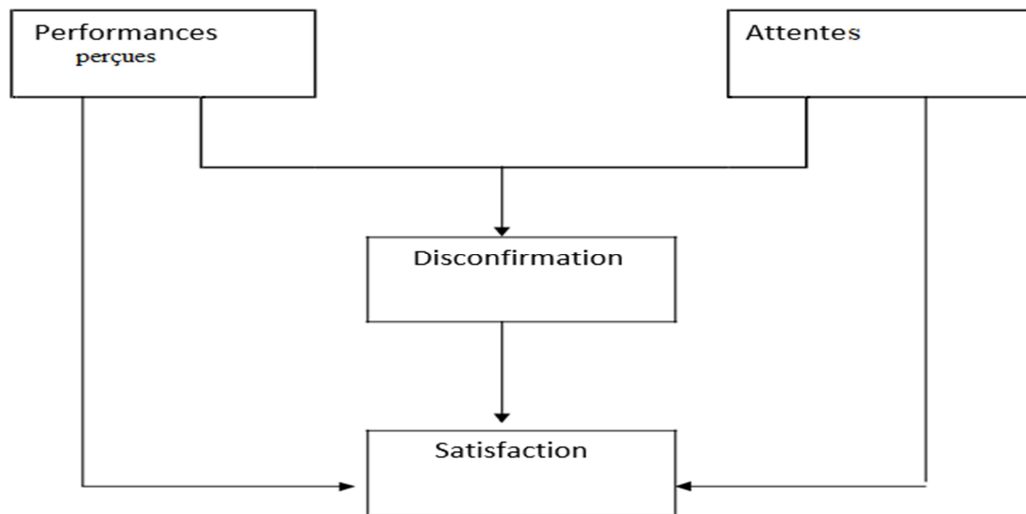 Performances
perçues
Attentes
Disconfirmation
Satisfaction